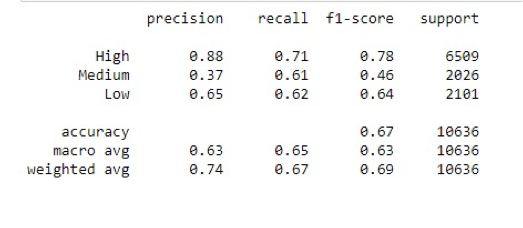 precision recall f1-score support
High 0.88 0.71 0.78 6509
Medium 0.37 0.61 0.46 2026
Low 0.65 0.62 0.64 2101
accuracy 0.67 10636
macro avg 0.63 0.65 0.63 10636
weighted avg 0.74 0.67 0.69 10636